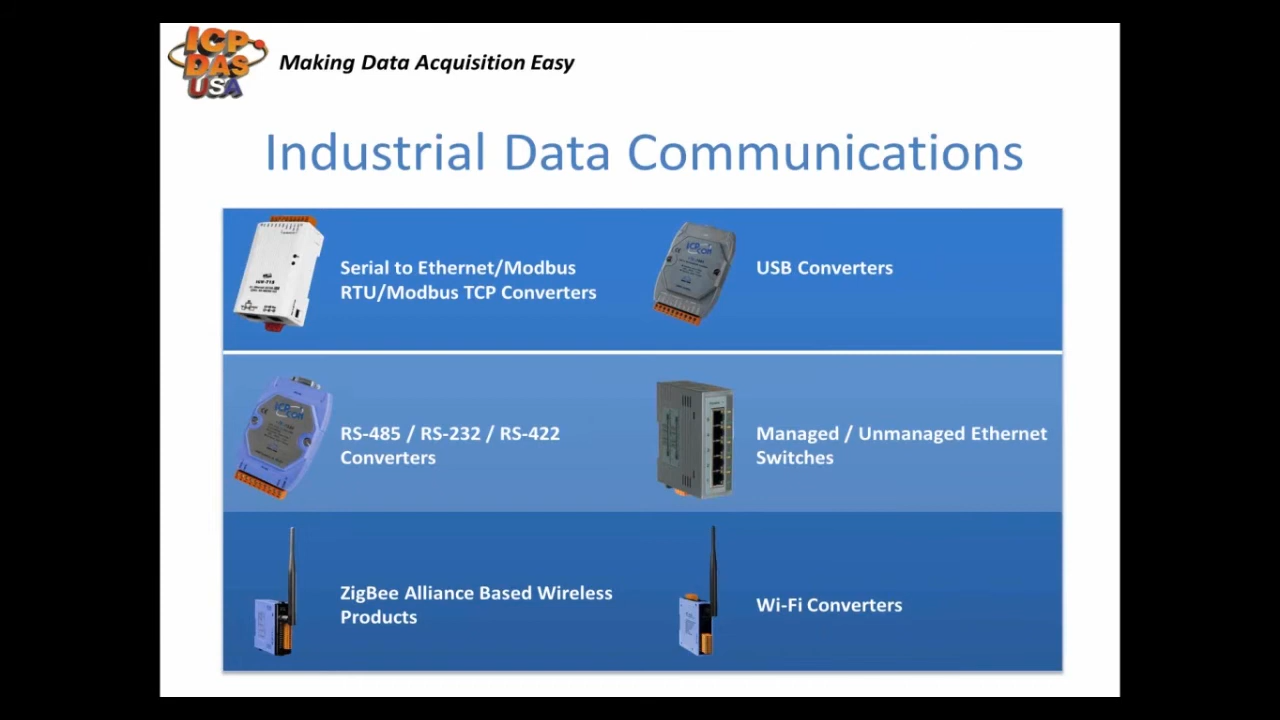 ICP
DAS
USA
Making Data Acquisition Easy
Industrial Data Communications
Serial to Ethernet/Modbus
RTU/Modbus TCP Converters
USB Converters
RS-485 / RS-232 / RS-422
Converters
Managed / Unmanaged Ethernet
Switches
ZigBee Alliance Based Wireless
Products
Wi-Fi Converters